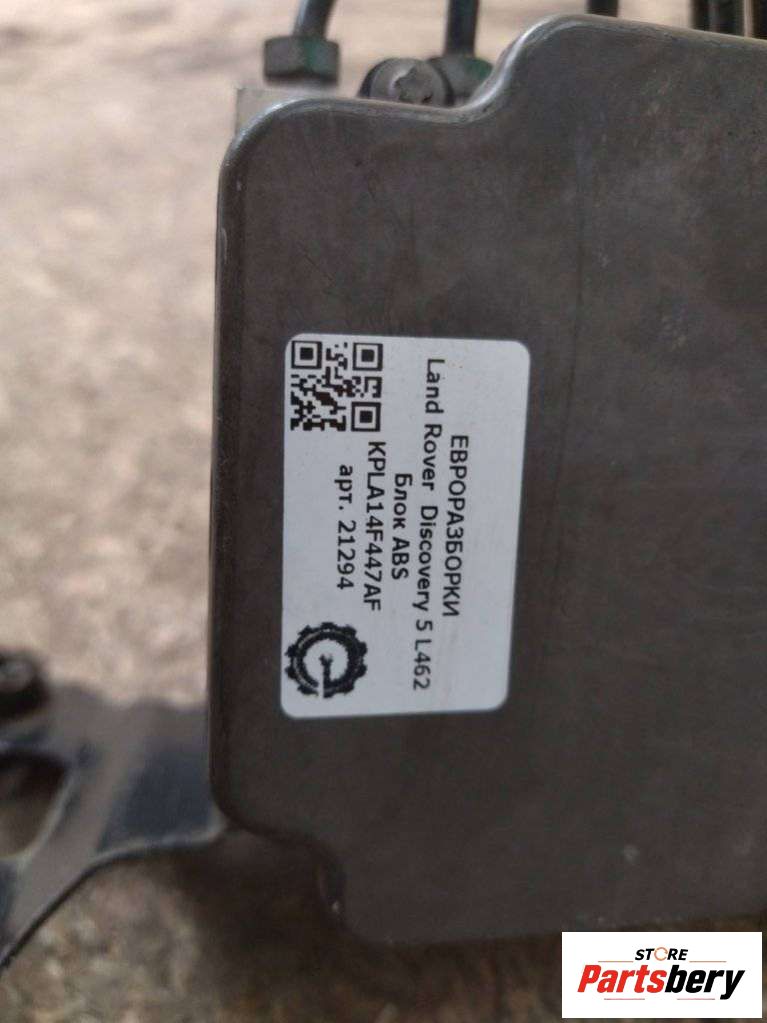 ЕВРОРАЗБОРКИ
Land Rover Discovery 5 L462
Блок ABS
KPLA14F447AF
арт. 21294
STORE
Partsbery